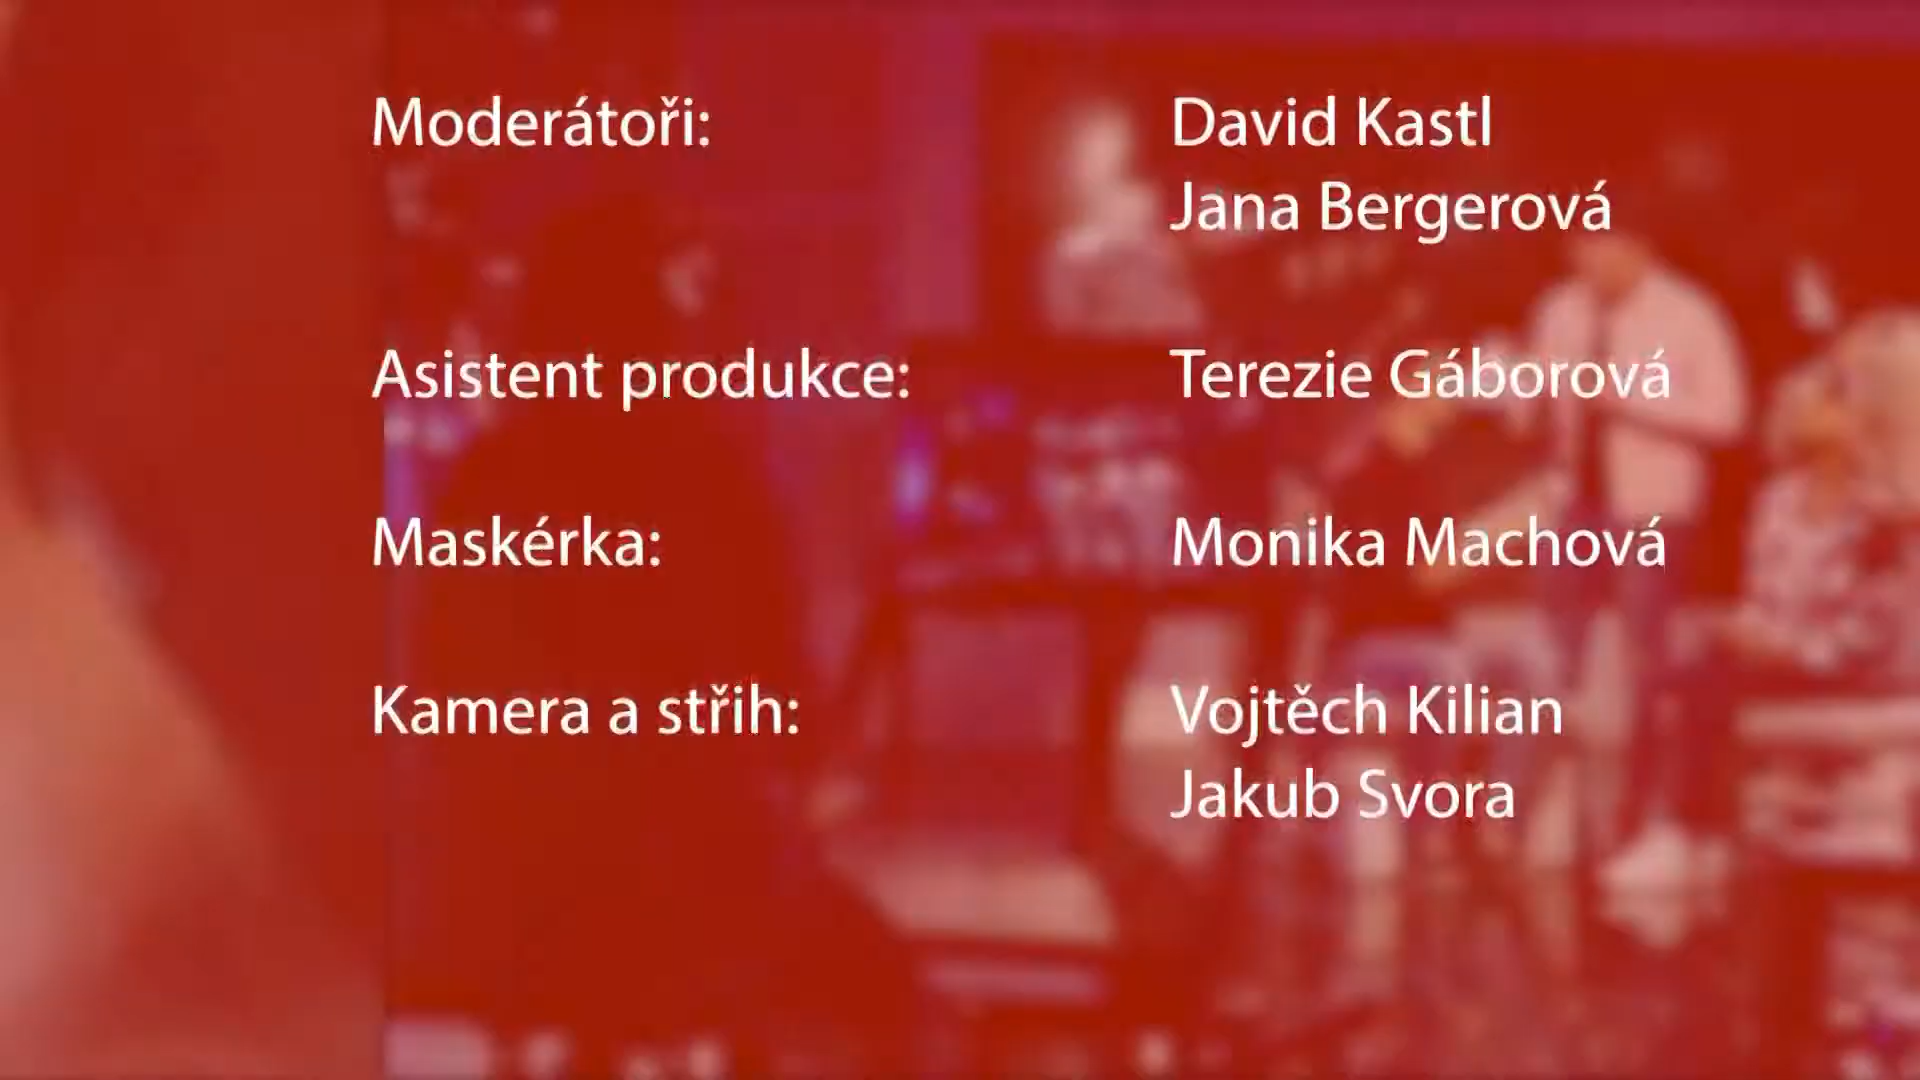 Moderátoři: David Kastl
Jana Bergerová
Asistent produkce: Terezie Gáborová
Maskérka: Monika Machová
Kamera a střih: Vojtěch Kilian
Jakub Svora